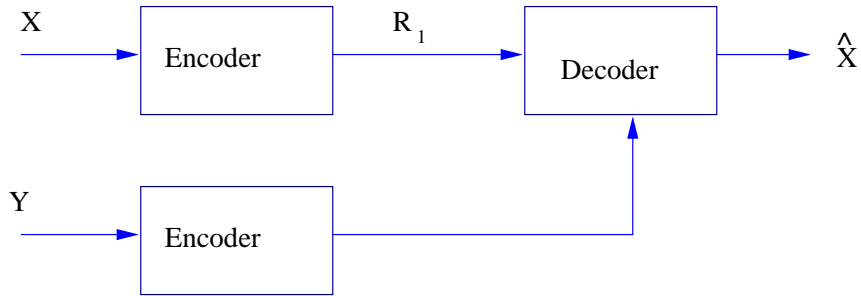 X
R1
Encoder
Decoder
X̂
Y
Encoder